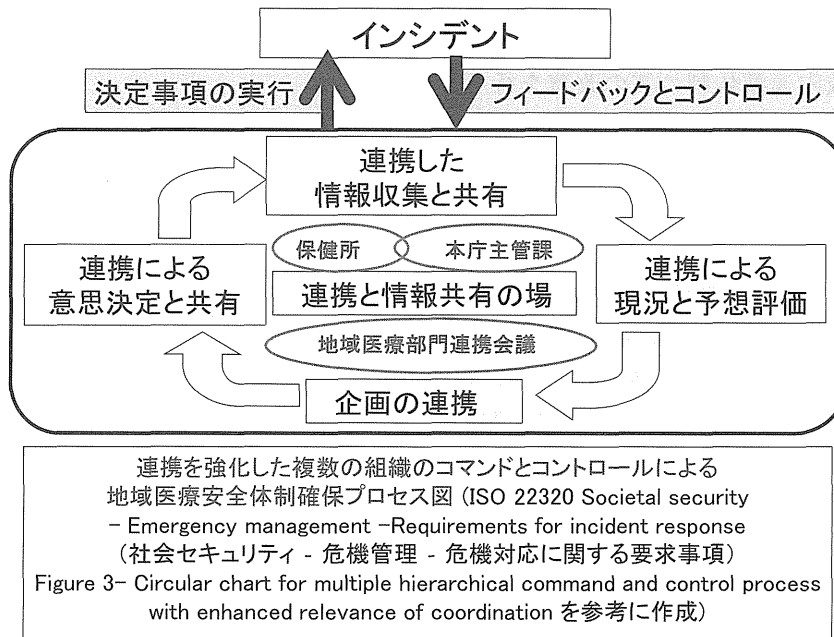 インシデント
決定事項の実行
フィードバックとコントロール
連携した
情報収集と共有
保健所
本庁主管課
連携による
意思決定と共有
連携と情報共有の場
連携による
現況と予想評価
地域医療部門連携会議
企画の連携
連携を強化した複数の組織のコマンドとコントロールによる
地域医療安全体制確保プロセス図 (ISO 22320 Societal security
– Emergency management –Requirements for incident response
（社会セキュリティ - 危機管理 - 危機対応に関する要求事項）
Figure 3– Circular chart for multiple hierarchical command and control process
with enhanced relevance of coordination を参考に作成）